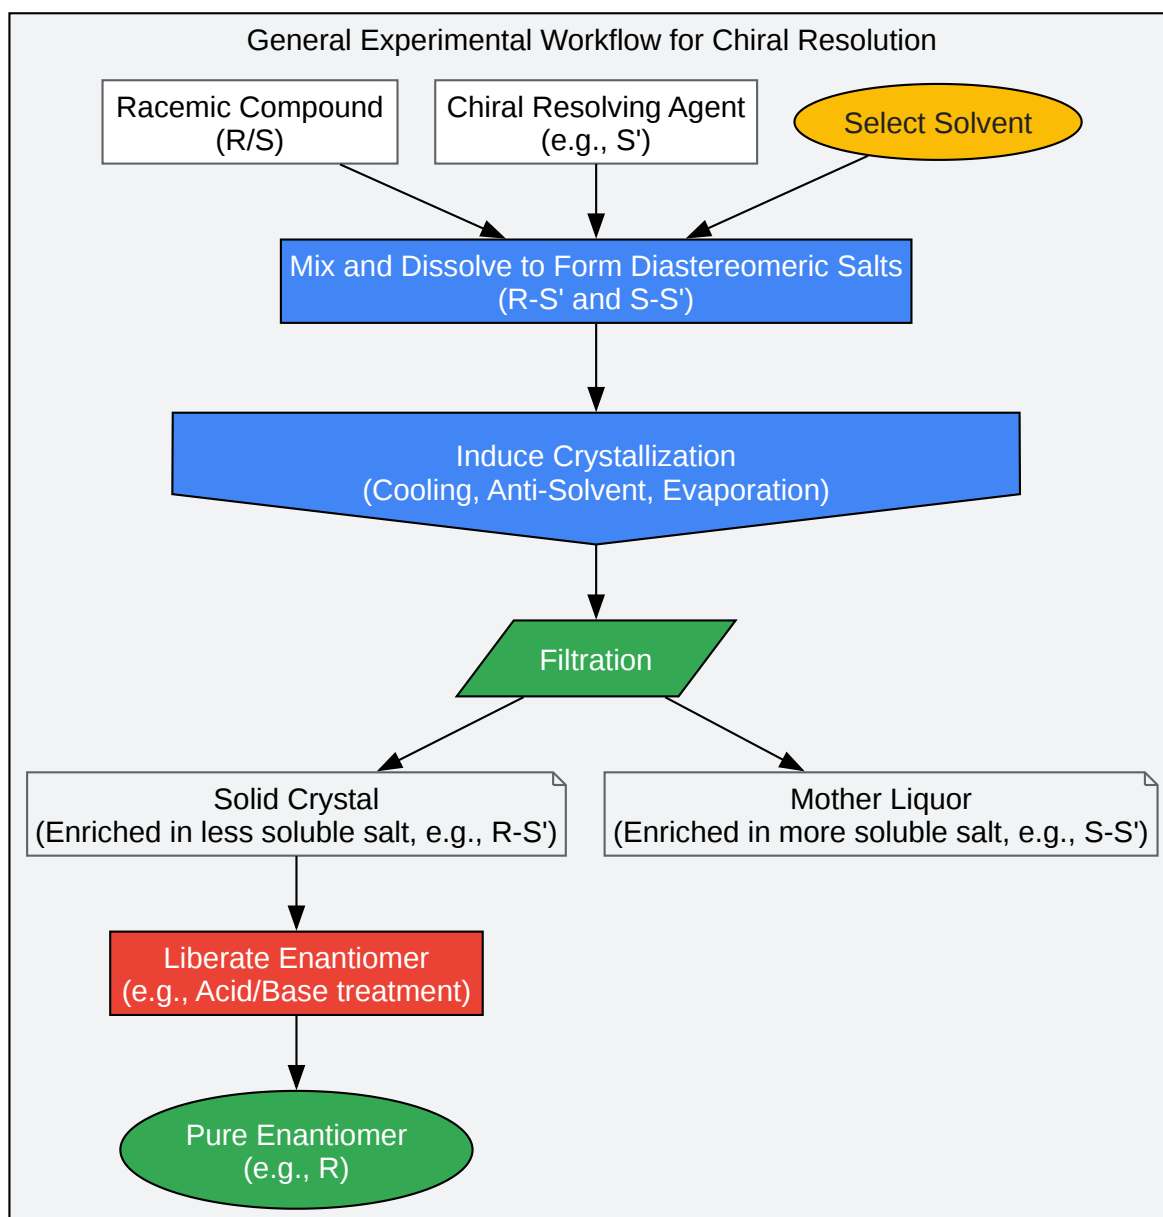 General Experimental Workflow for Chiral Resolution
Racemic Compound
(R/S)
Chiral Resolving Agent
(e.g., S')
Select Solvent
Mix and Dissolve to Form Diastereomeric Salts
(R-S' and S-S')
Induce Crystallization
(Cooling, Anti-Solvent, Evaporation)
Filtration
Solid Crystal
(Enriched in less soluble salt, e.g., R-S')
Mother Liquor
(Enriched in more soluble salt, e.g., S-S')
Liberate Enantiomer
(e.g., Acid/Base treatment)
Pure Enantiomer
(e.g., R)